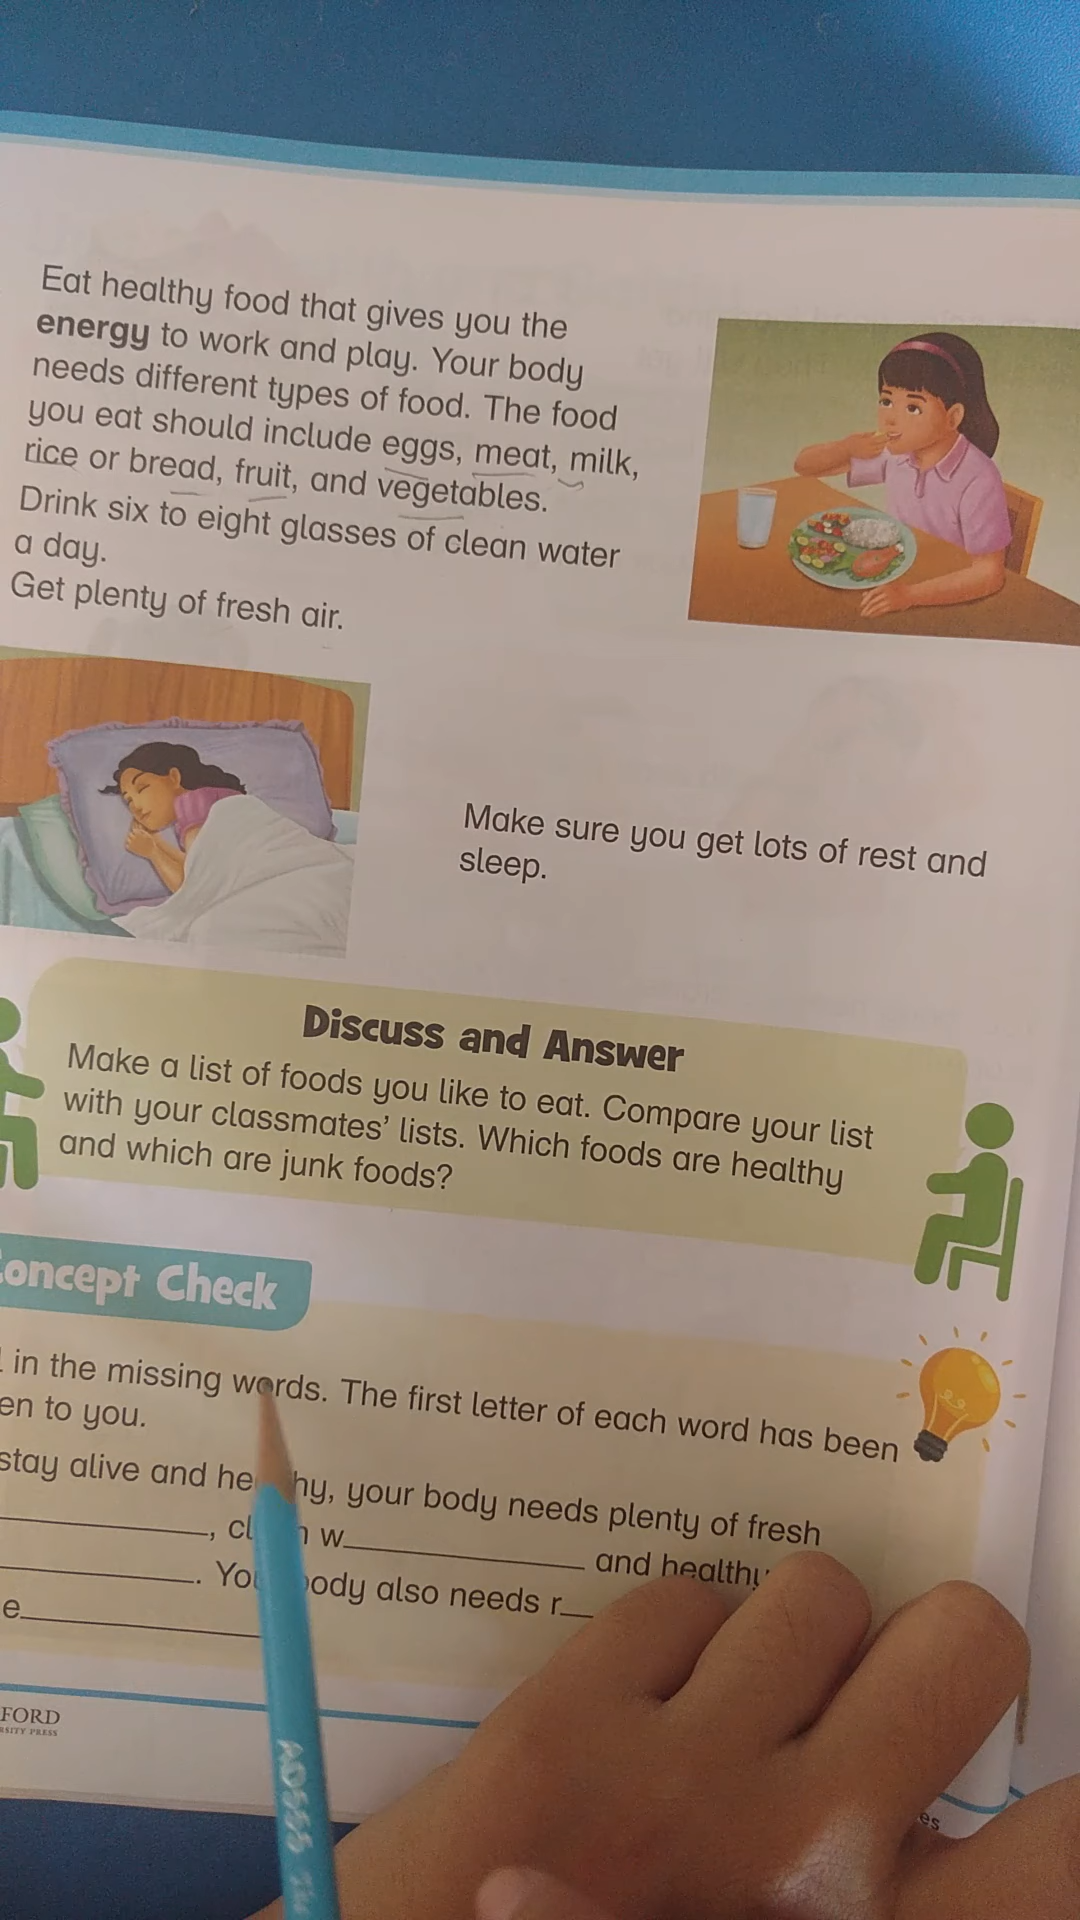 Eat healthy food that gives you the
energy to work and play. Your body
needs different types of food. The food
you eat should include eggs, meat, milk,
rice or bread, fruit, and vegetables.
Drink six to eight glasses of clean water
a day.
Get plenty of fresh air.
Make sure you get lots of rest and
sleep.
Discuss and Answer
Make a list of foods you like to eat. Compare your list
with your classmates' lists. Which foods are healthy
and which are junk foods?
oncept Check
in the missing words. The first letter of each word has been
en to you.
stay alive and he hy, your body needs plenty of fresh
, cl n w and healthy
. Yo body also needs r
e
FORD
RSITY PRESS
es